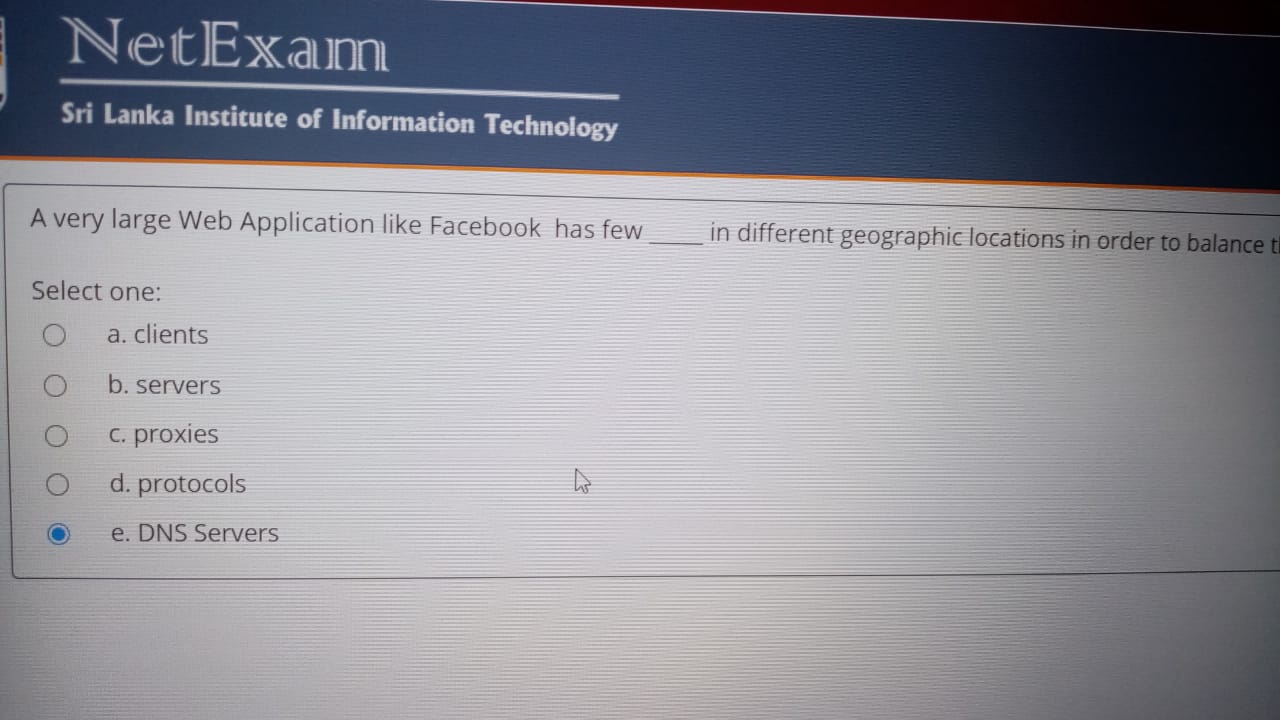 NetExam
Sri Lanka Institute of Information Technology
A very large Web Application like Facebook has few _____ in different geographic locations in order to balance
Select one:
a. clients
b. servers
c. proxies
d. protocols
e. DNS Servers